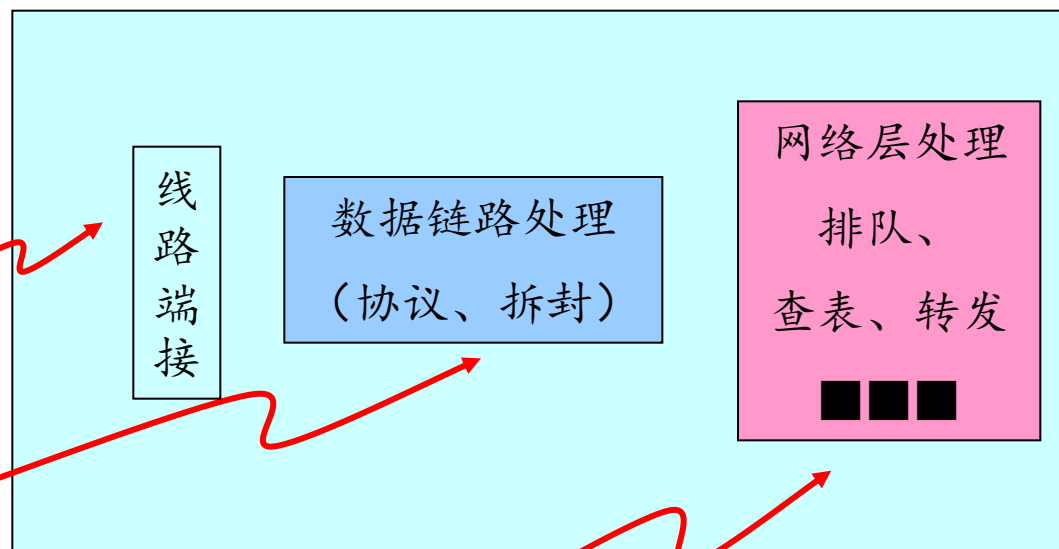 线路端接
数据链路处理
（协议、拆封）
网络层处理
排队、
查表、转发